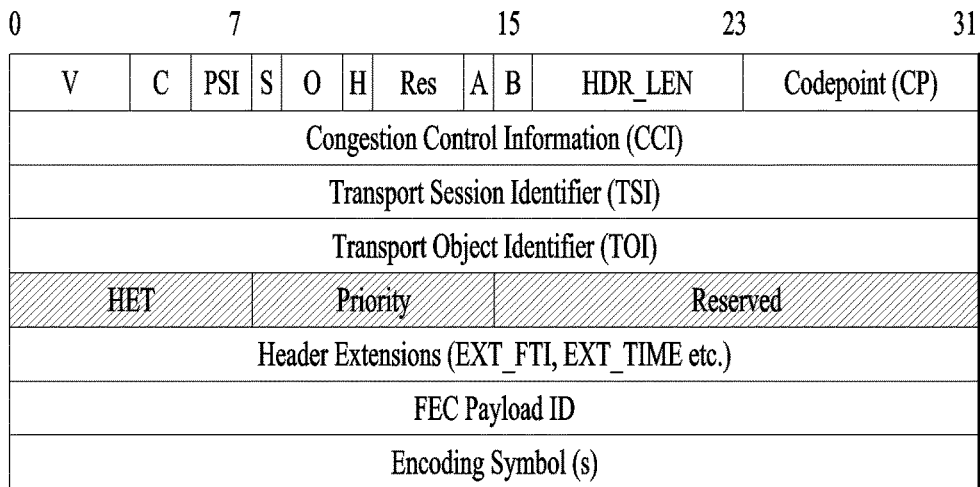 0 7 15 23 31
V C PSI S O H Res A B HDR_LEN Codepoint (CP)
Congestion Control Information (CCI)
Transport Session Identifier (TSI)
Transport Object Identifier (TOI)
HET Priority Reserved
Header Extensions (EXT_FTI, EXT_TIME etc.)
FEC Payload ID
Encoding Symbol (s)